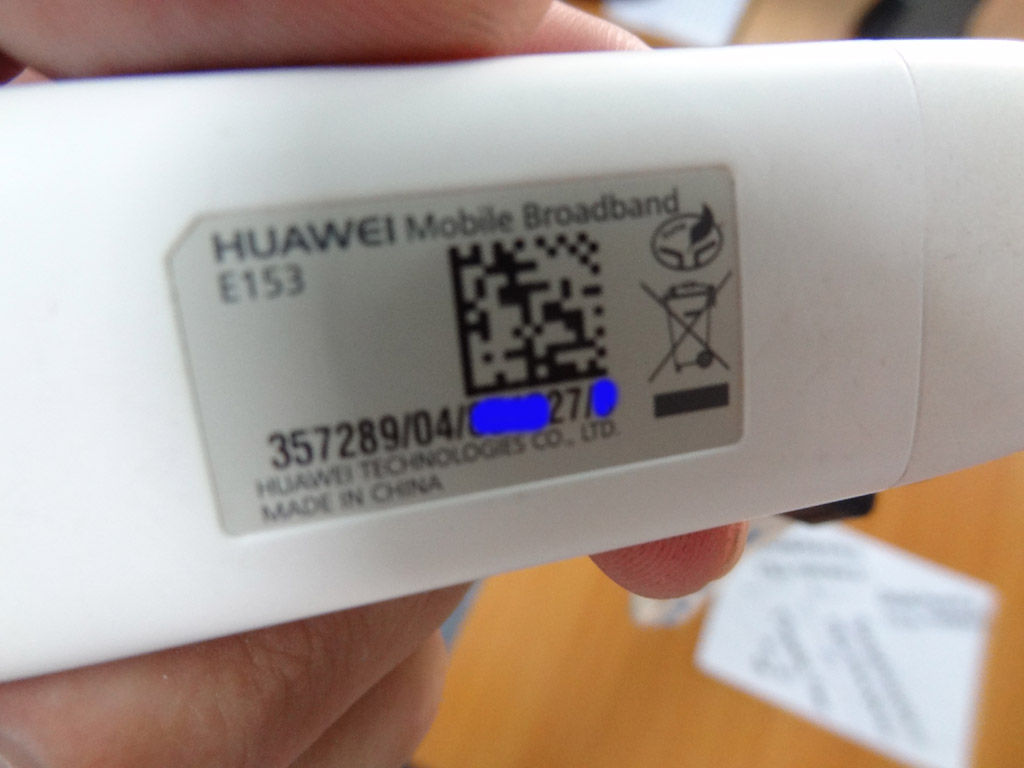 HUAWEI Mobile Broadband
E153
357289/04/ 27/
HUAWEI TECHNOLOGIES CO., LTD.
MADE IN CHINA